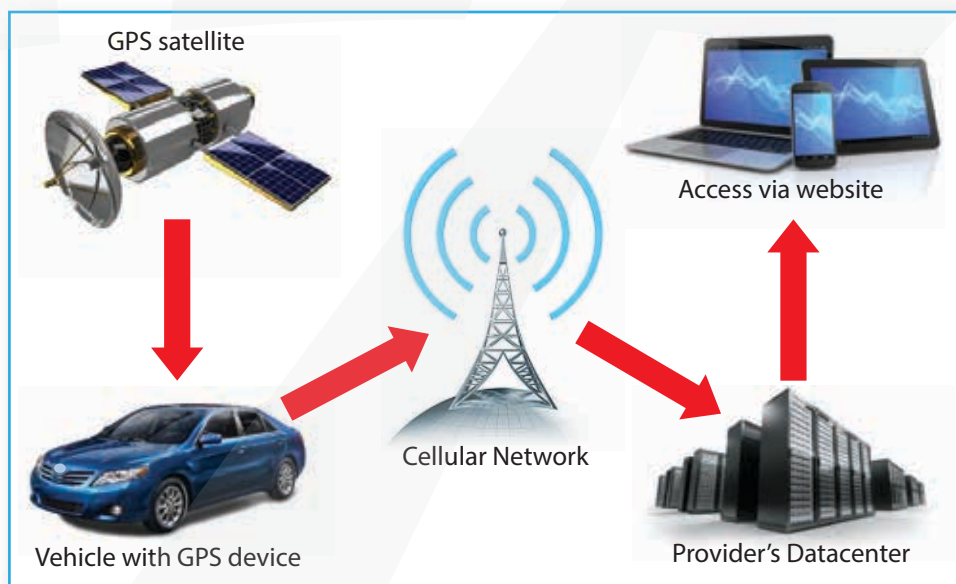 GPS satellite
Access via website
Cellular Network
Vehicle with GPS device
Provider's Datacenter